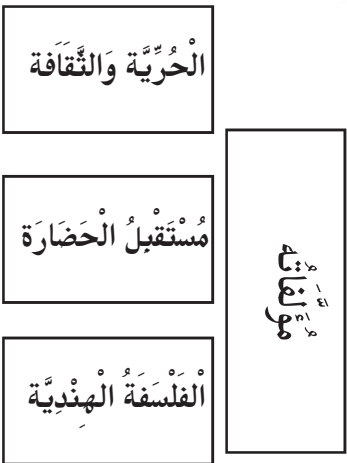 الْحُرِّيَّة وَالثَّقَافَة
مُسْتَقْبِلُ الْحَضَارَة
الْفَلْسَفَةُ الْهِنْدِيَّة
مُؤَلَّفَاتُه